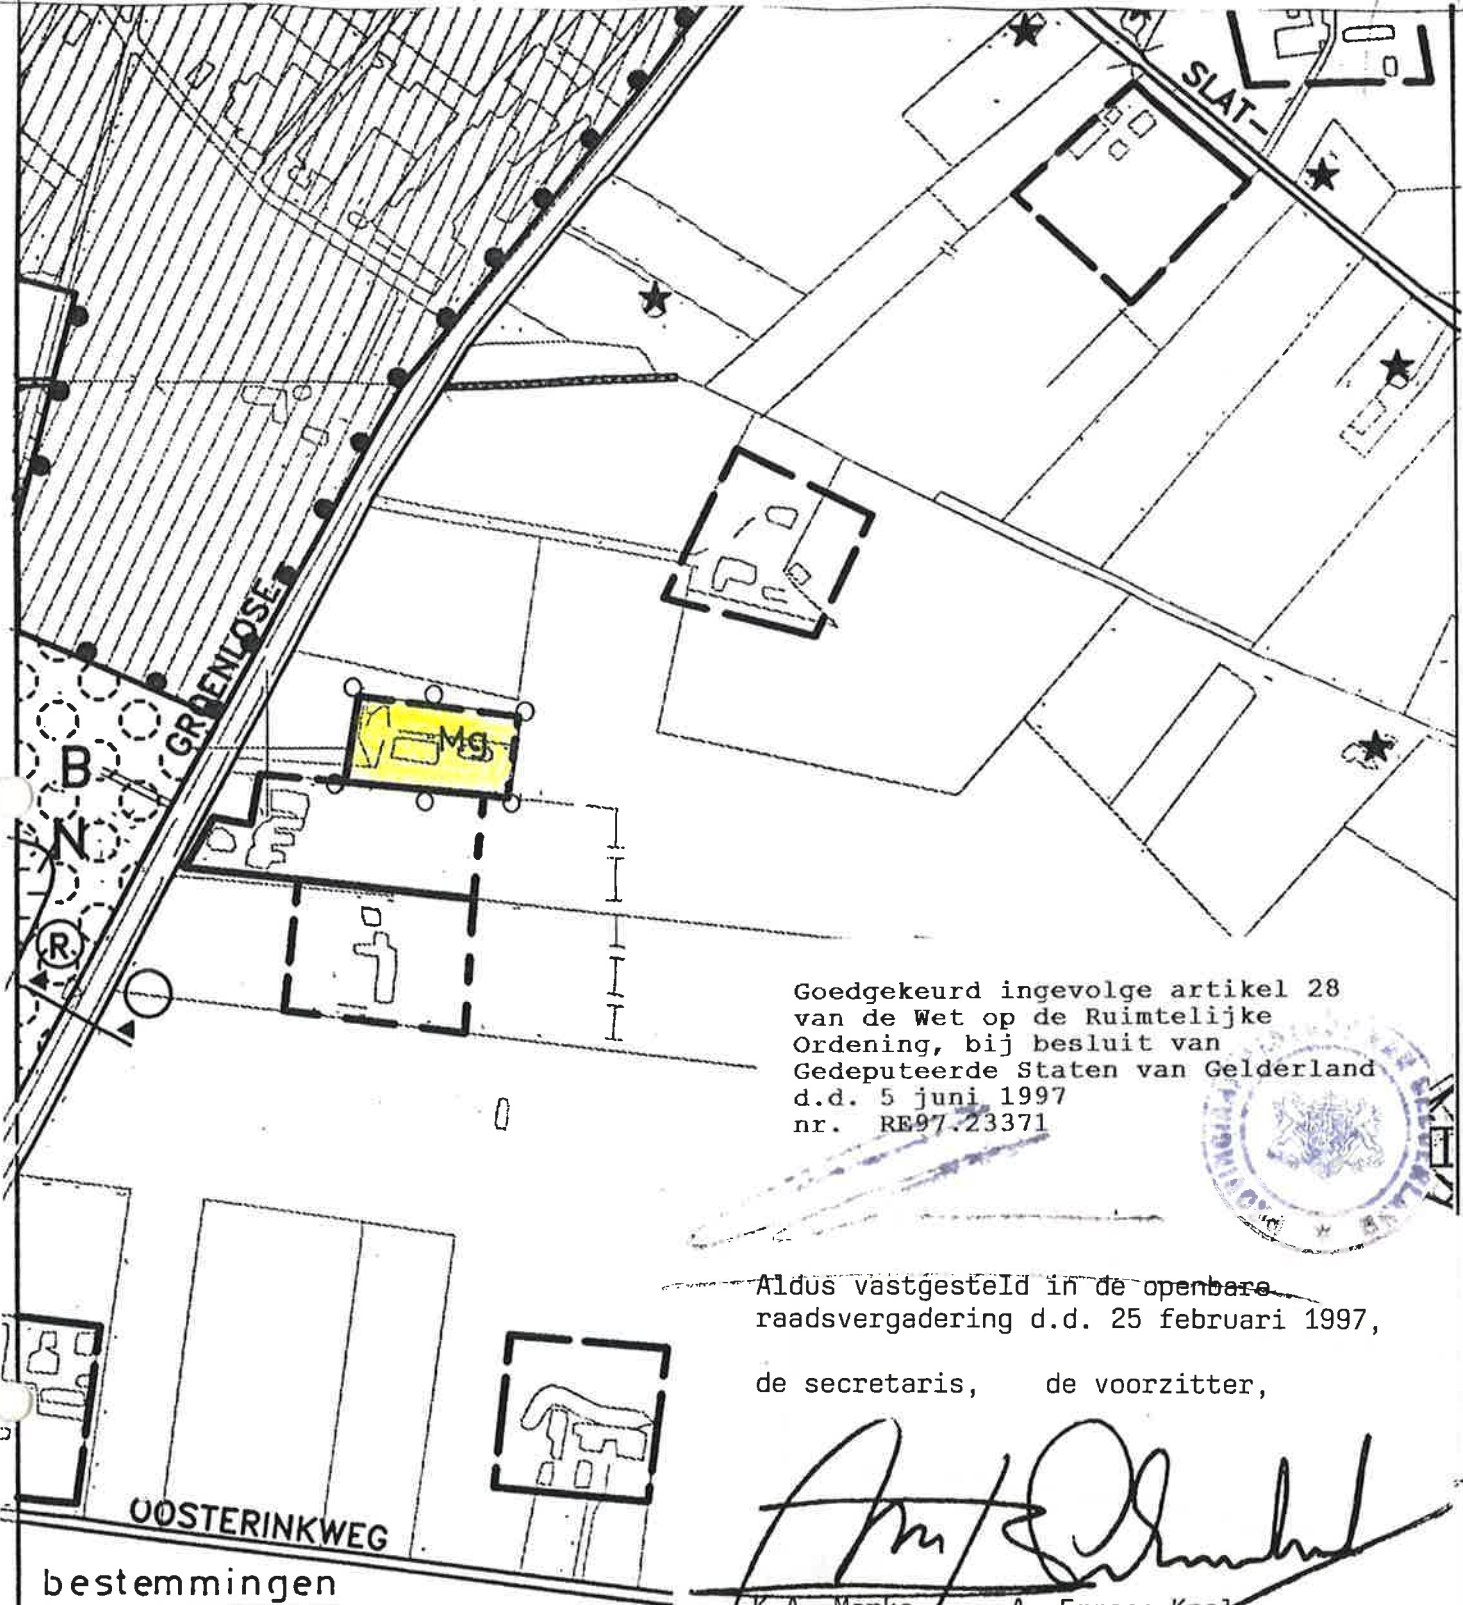 SLAT-
GROENLOSE
Mg
B
N
R
Goedgekeurd ingevolge artikel 28
van de Wet op de Ruimtelijke
Ordening, bij besluit van
Gedeputeerde Staten van Gelderland
d.d. 5 juni 1997
nr. RE97.23371
Aldus vastgesteld in de openbare
raadsvergadering d.d. 25 februari 1997,
de secretaris, de voorzitter,
OOSTERINKWEG
bestemmingen